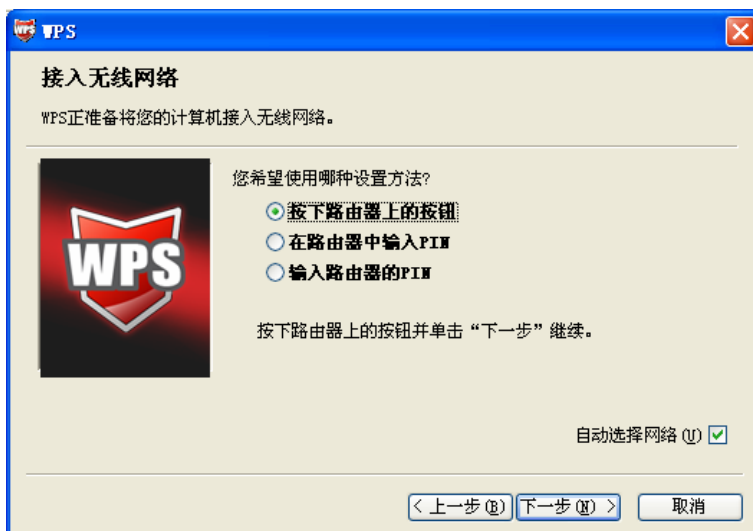 WPS
接入无线网络
WPS正准备将您的计算机接入无线网络。
WPS
您希望使用哪种设置方法?
按下路由器上的按钮
在路由器中输入PIN
输入路由器的PIN
按下路由器上的按钮并单击“下一步”继续。
自动选择网络(U)
< 上一步(B) 下一步(N) > 取消